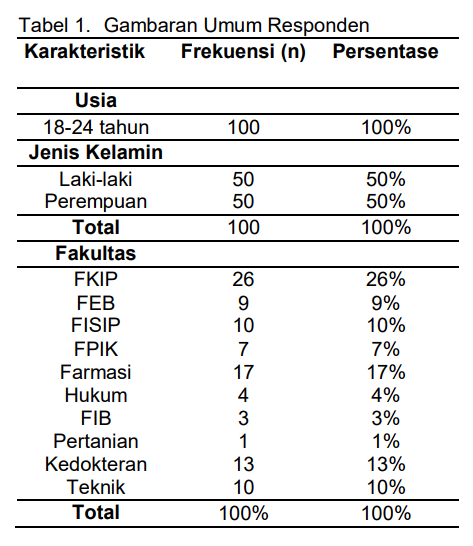 Tabel 1. Gambaran Umum Responden
Karakteristik Frekuensi (n) Persentase
Usia
18-24 tahun 100 100%
Jenis Kelamin
Laki-laki 50 50%
Perempuan 50 50%
Total 100 100%
Fakultas
FKIP 26 26%
FEB 9 9%
FISIP 10 10%
FPIK 7 7%
Farmasi 17 17%
Hukum 4 4%
FIB 3 3%
Pertanian 1 1%
Kedokteran 13 13%
Teknik 10 10%
Total 100% 100%